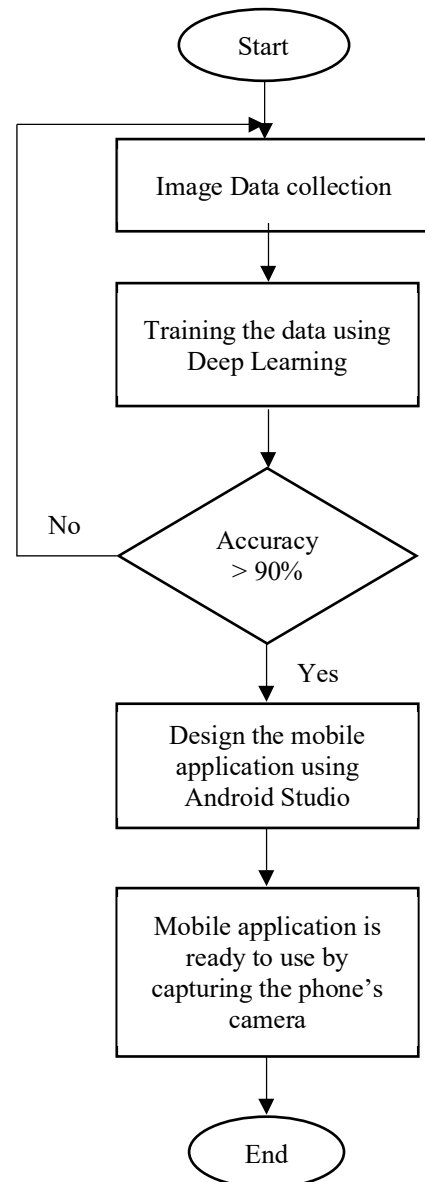 Start
Image Data collection
Training the data using
Deep Learning
Accuracy
> 90%
No
Yes
Design the mobile
application using
Android Studio
Mobile application is
ready to use by
capturing the phone’s
camera
End